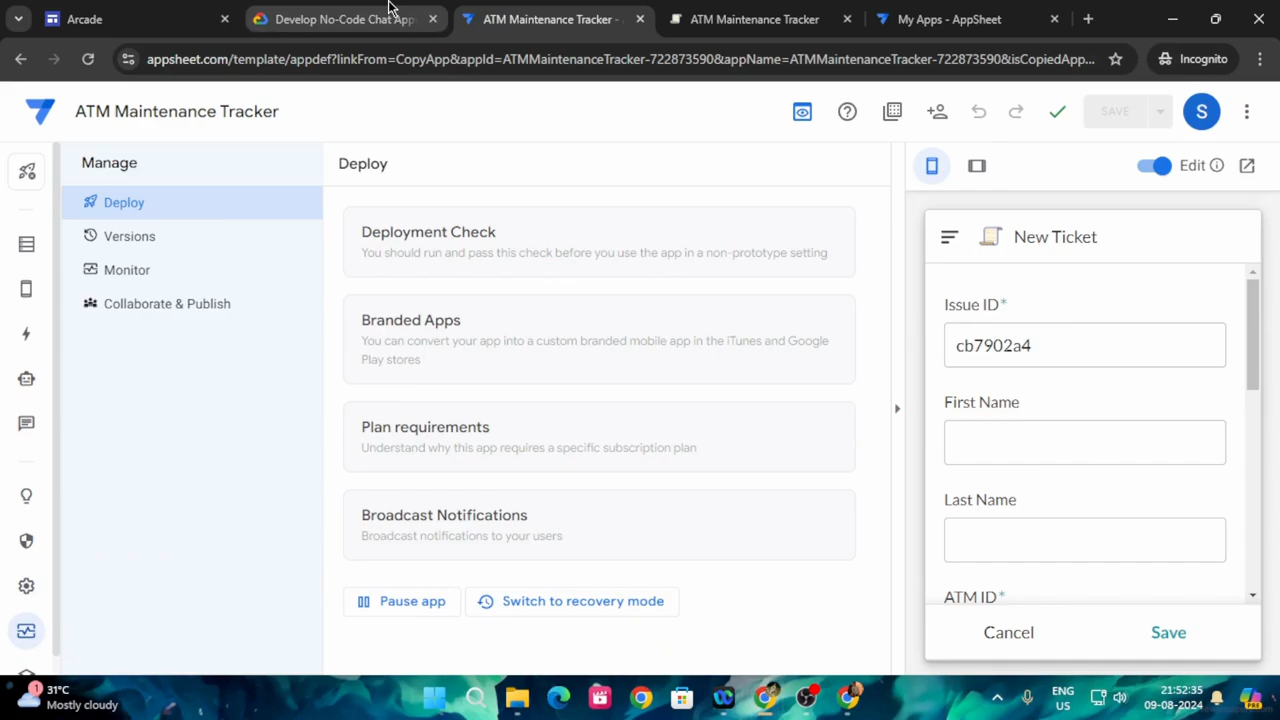 Arcade
Develop No-Code Chat Apps
ATM Maintenance Tracker -
ATM Maintenance Tracker
My Apps - AppSheet
appsheet.com/template/appdef?linkFrom=CopyApp&appId=ATMMaintenanceTracker-722873590&appName=ATMMaintenanceTracker-722873590&isCopiedApp...
Incognito
ATM Maintenance Tracker
SAVE
S
Manage
Deploy
Edit
Deploy
Versions
Monitor
Collaborate & Publish
Deployment Check
You should run and pass this check before you use the app in a non-prototype setting
Branded Apps
You can convert your app into a custom branded mobile app in the iTunes and Google
Play stores
Plan requirements
Understand why this app requires a specific subscription plan
Broadcast Notifications
Broadcast notifications to your users
Pause app
Switch to recovery mode
New Ticket
Issue ID*
cb7902a4
First Name
Last Name
ATM ID*
Cancel
Save
1
31°C
Mostly cloudy
ENG
US
21:52:35
09-08-2024
PRE